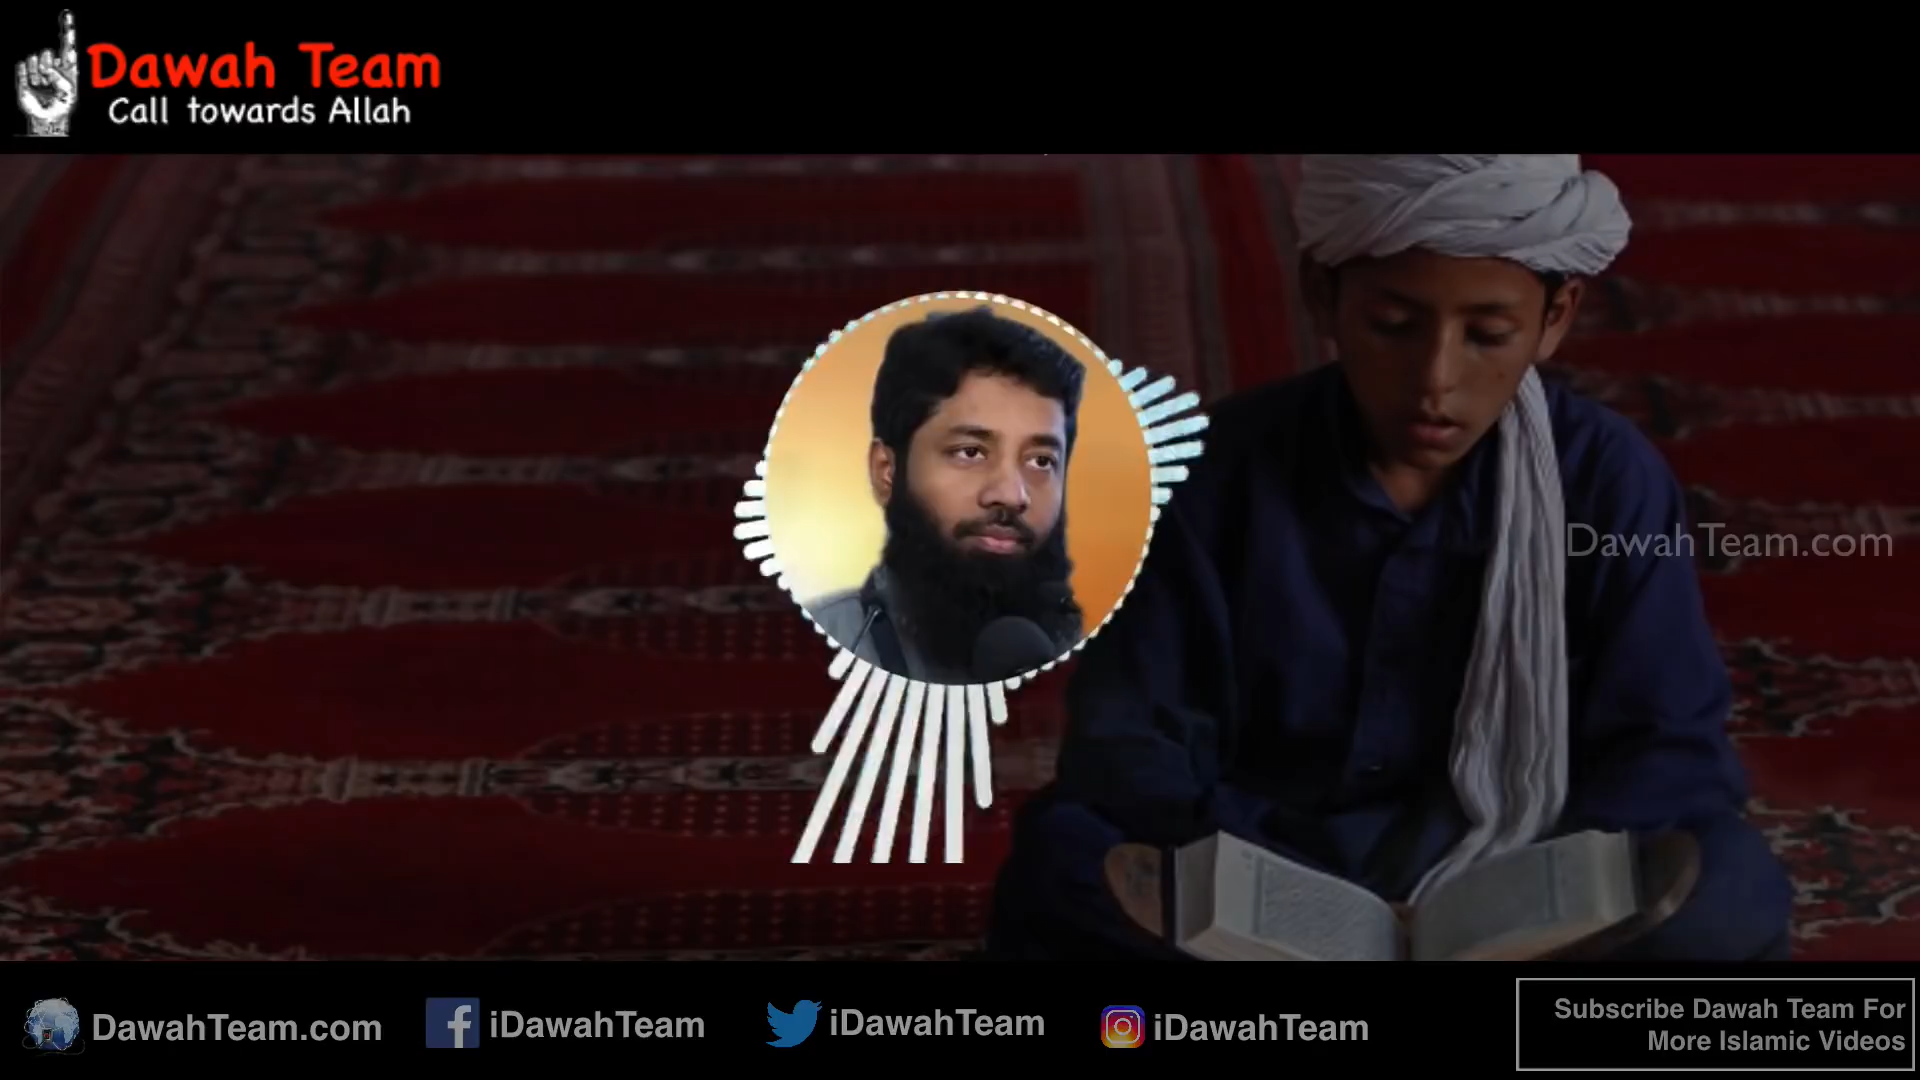 Dawah Team
Call towards Allah
DawahTeam.com
DawahTeam.com
iDawahTeam
iDawahTeam
iDawahTeam
Subscribe Dawah Team For
More Islamic Videos